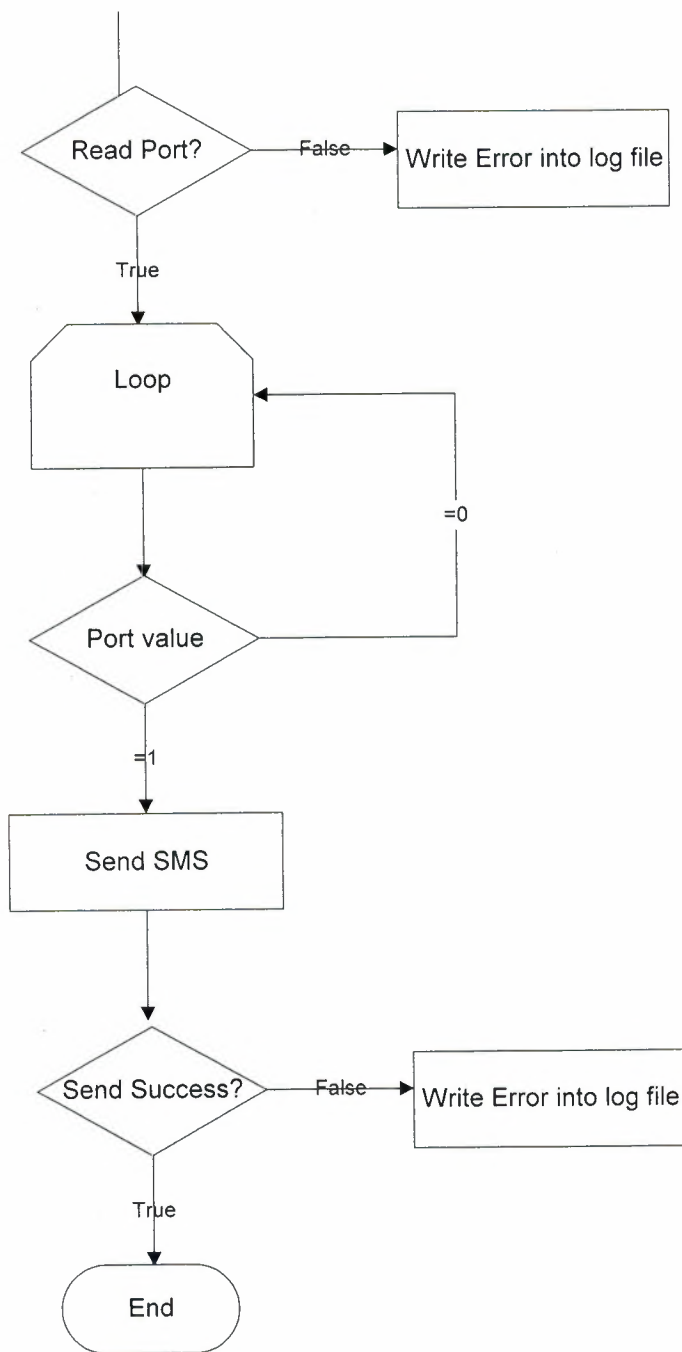 Read Port?
False
Write Error into log file
True
Loop
=0
Port value
=1
Send SMS
Send Success?
False
Write Error into log file
True
End